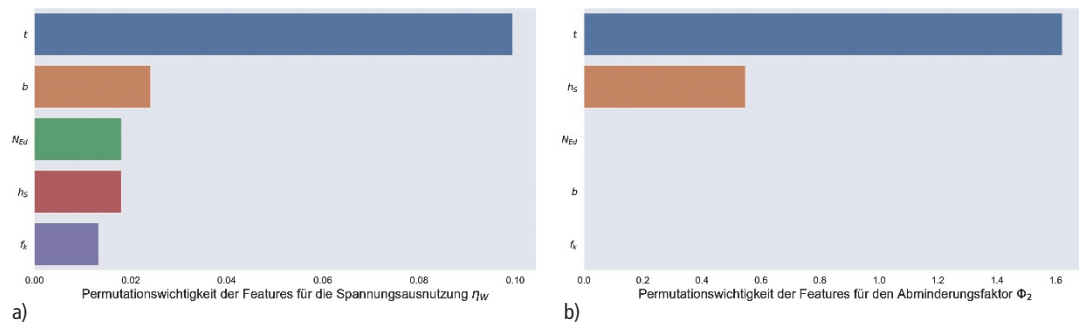 t
b
N_Ed
h_S
f_k
0.00 0.02 0.04 0.06 0.08 0.10
Permutationswichtigkeit der Features für die Spannungsausnutzung η_W
a)
t
h_S
N_Ed
b
f_k
0.0 0.2 0.4 0.6 0.8 1.0 1.2 1.4 1.6
Permutationswichtigkeit der Features für den Abminderungsfaktor Φ_2
b)